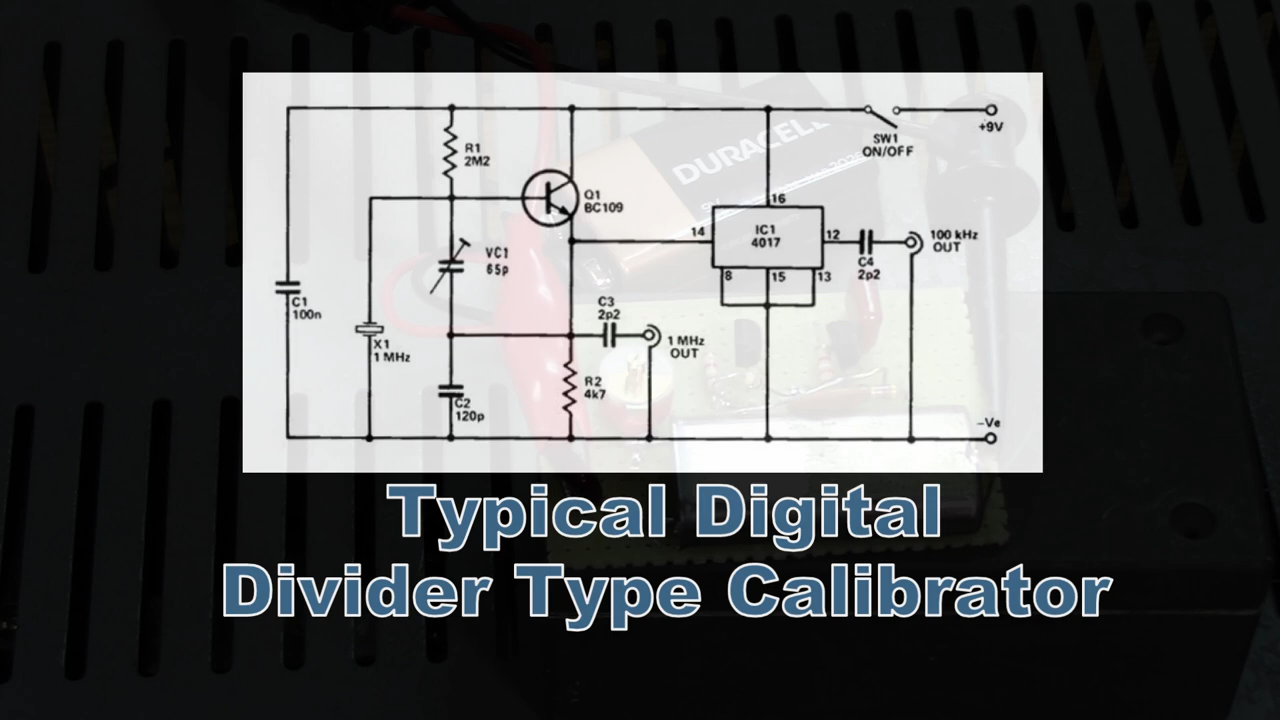 R1
2M2
Q1
BC109
VC1
65p
C1
100n
X1
1 MHz
C2
120p
C3
2p2
1 MHz
OUT
R2
4k7
14
16
IC1
4017
12
8
15
13
C4
2p2
100 kHz
OUT
SW1
ON/OFF
+9V
−Ve
DURACELL
Typical Digital
Divider Type Calibrator